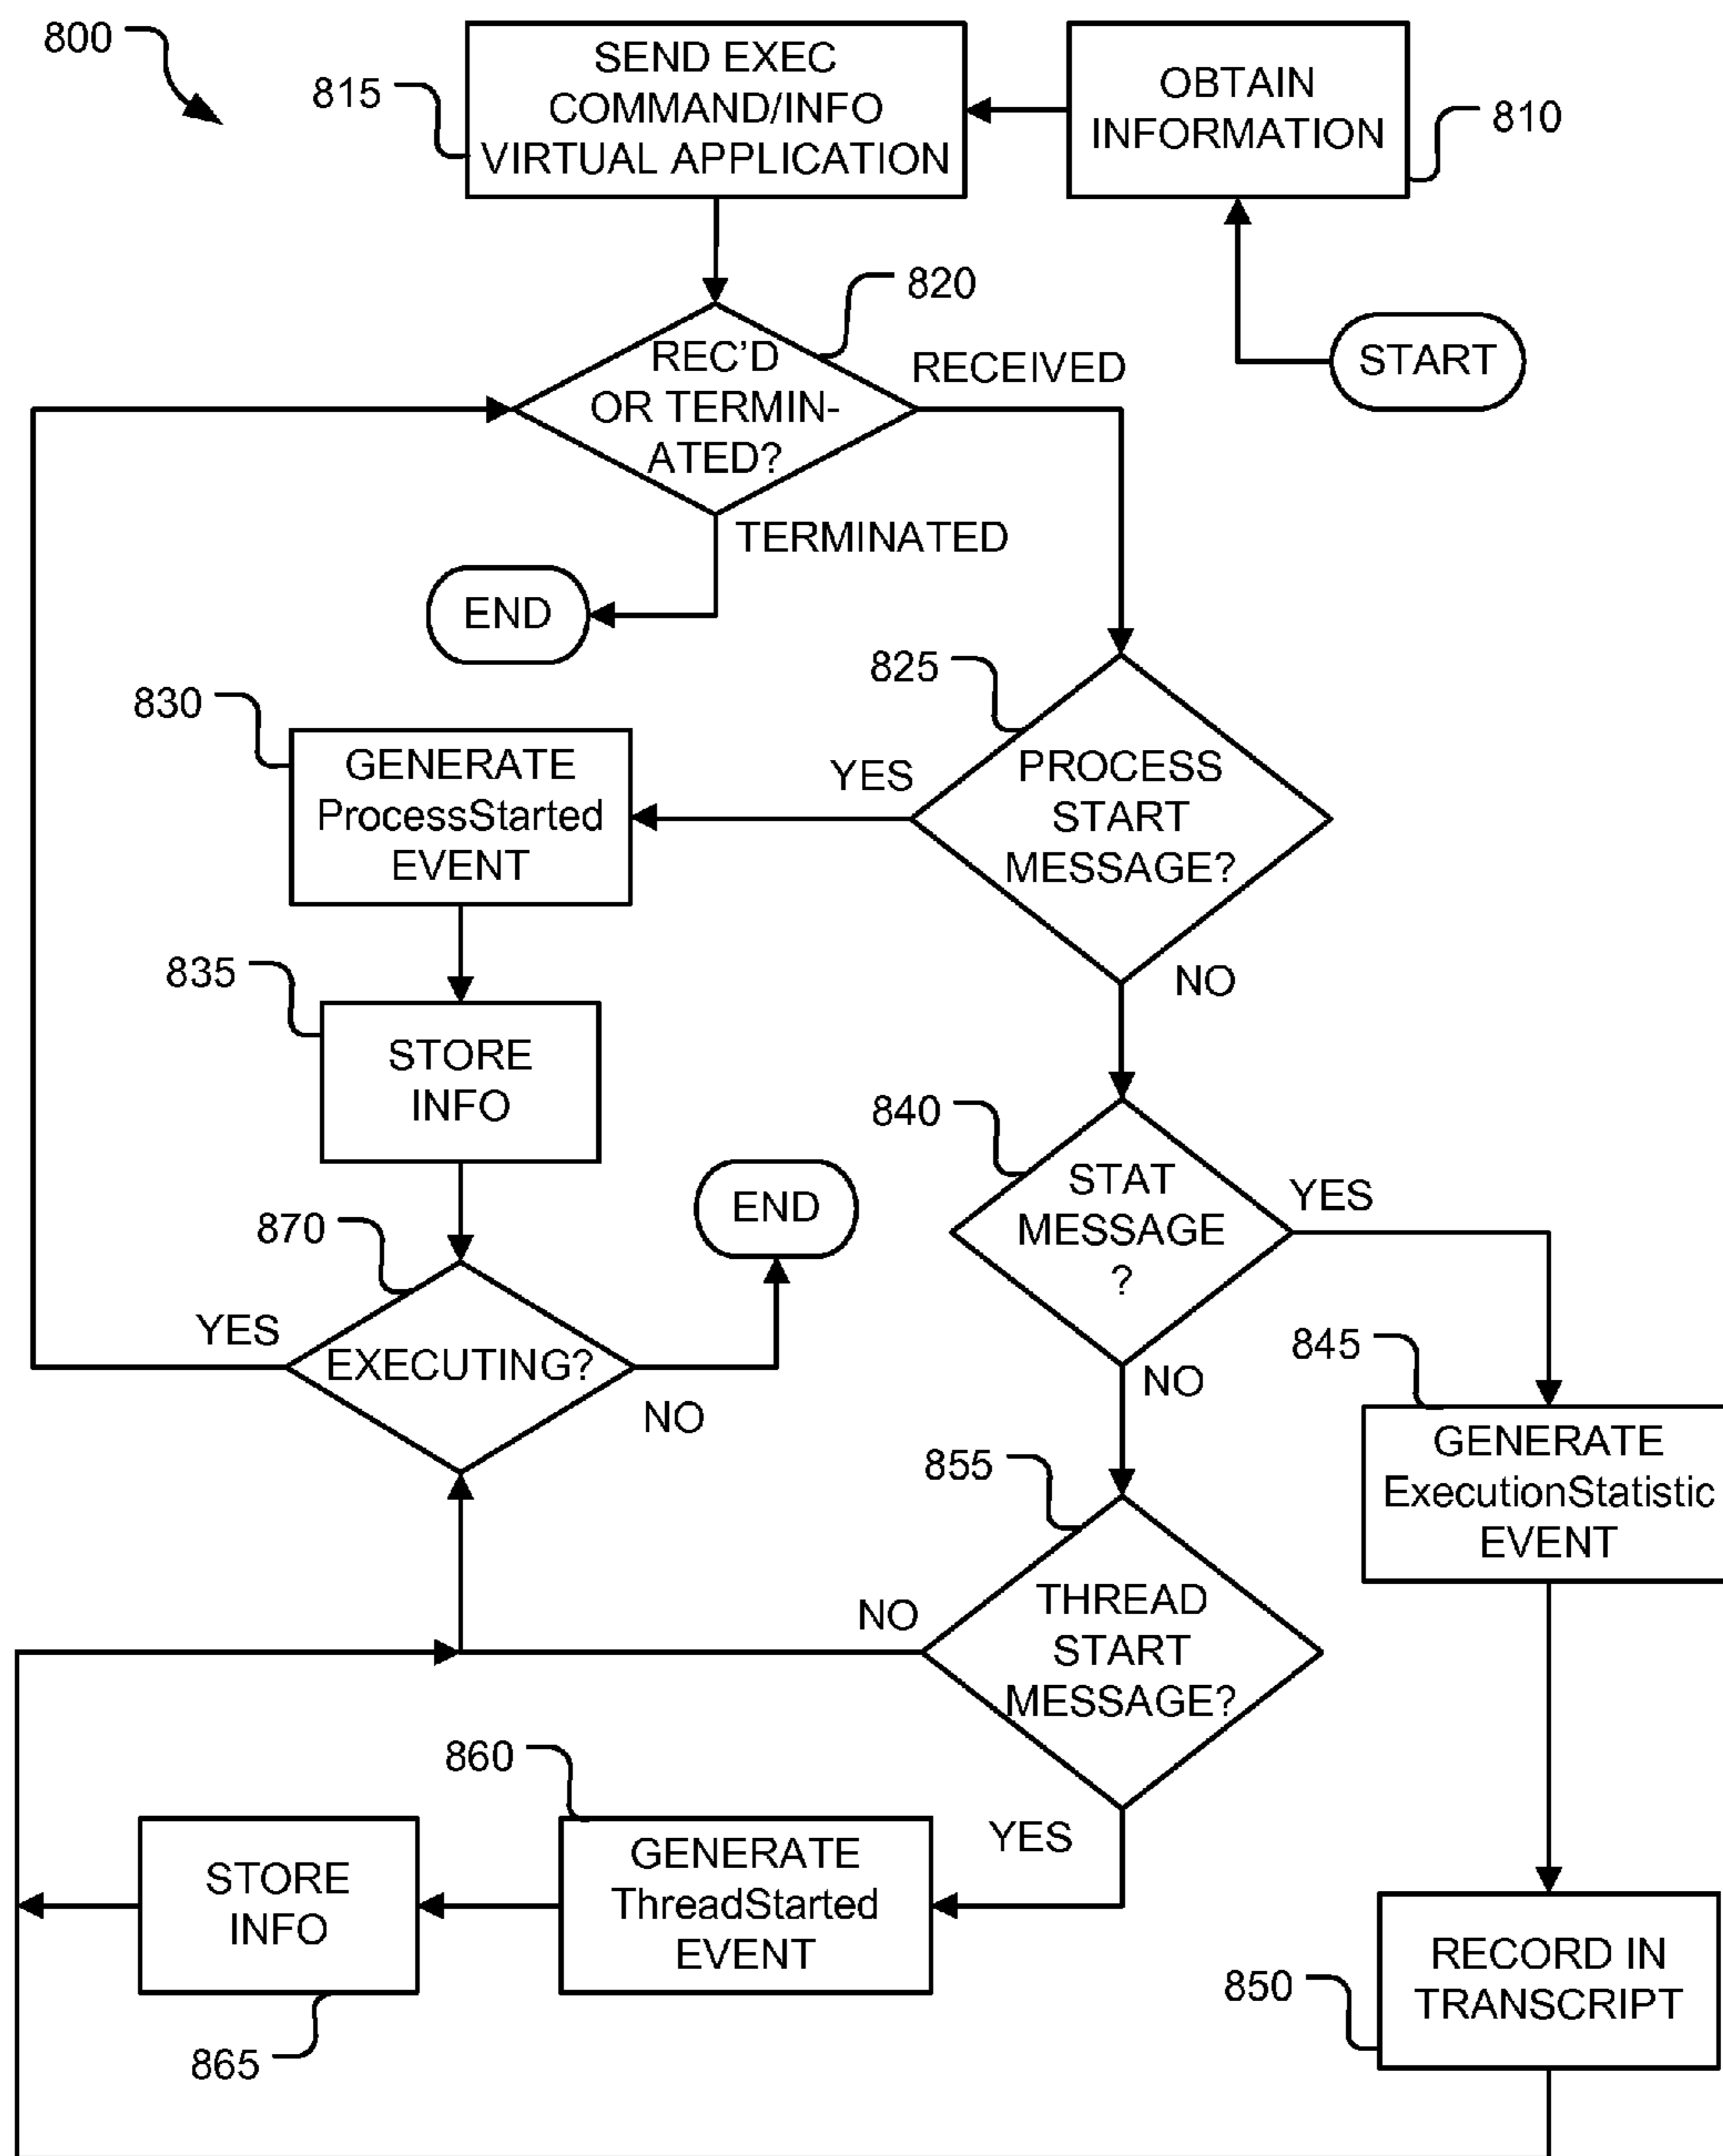 800
815
SEND EXEC
COMMAND/INFO
VIRTUAL APPLICATION
OBTAIN
INFORMATION
810
START
820
REC'D
OR TERMIN-
ATED?
RECEIVED
TERMINATED
END
825
PROCESS
START
MESSAGE?
YES
NO
830
GENERATE
ProcessStarted
EVENT
835
STORE
INFO
840
STAT
MESSAGE
?
YES
NO
870
EXECUTING?
YES
NO
END
845
GENERATE
ExecutionStatistic
EVENT
855
THREAD
START
MESSAGE?
NO
YES
860
GENERATE
ThreadStarted
EVENT
STORE
INFO
865
850
RECORD IN
TRANSCRIPT